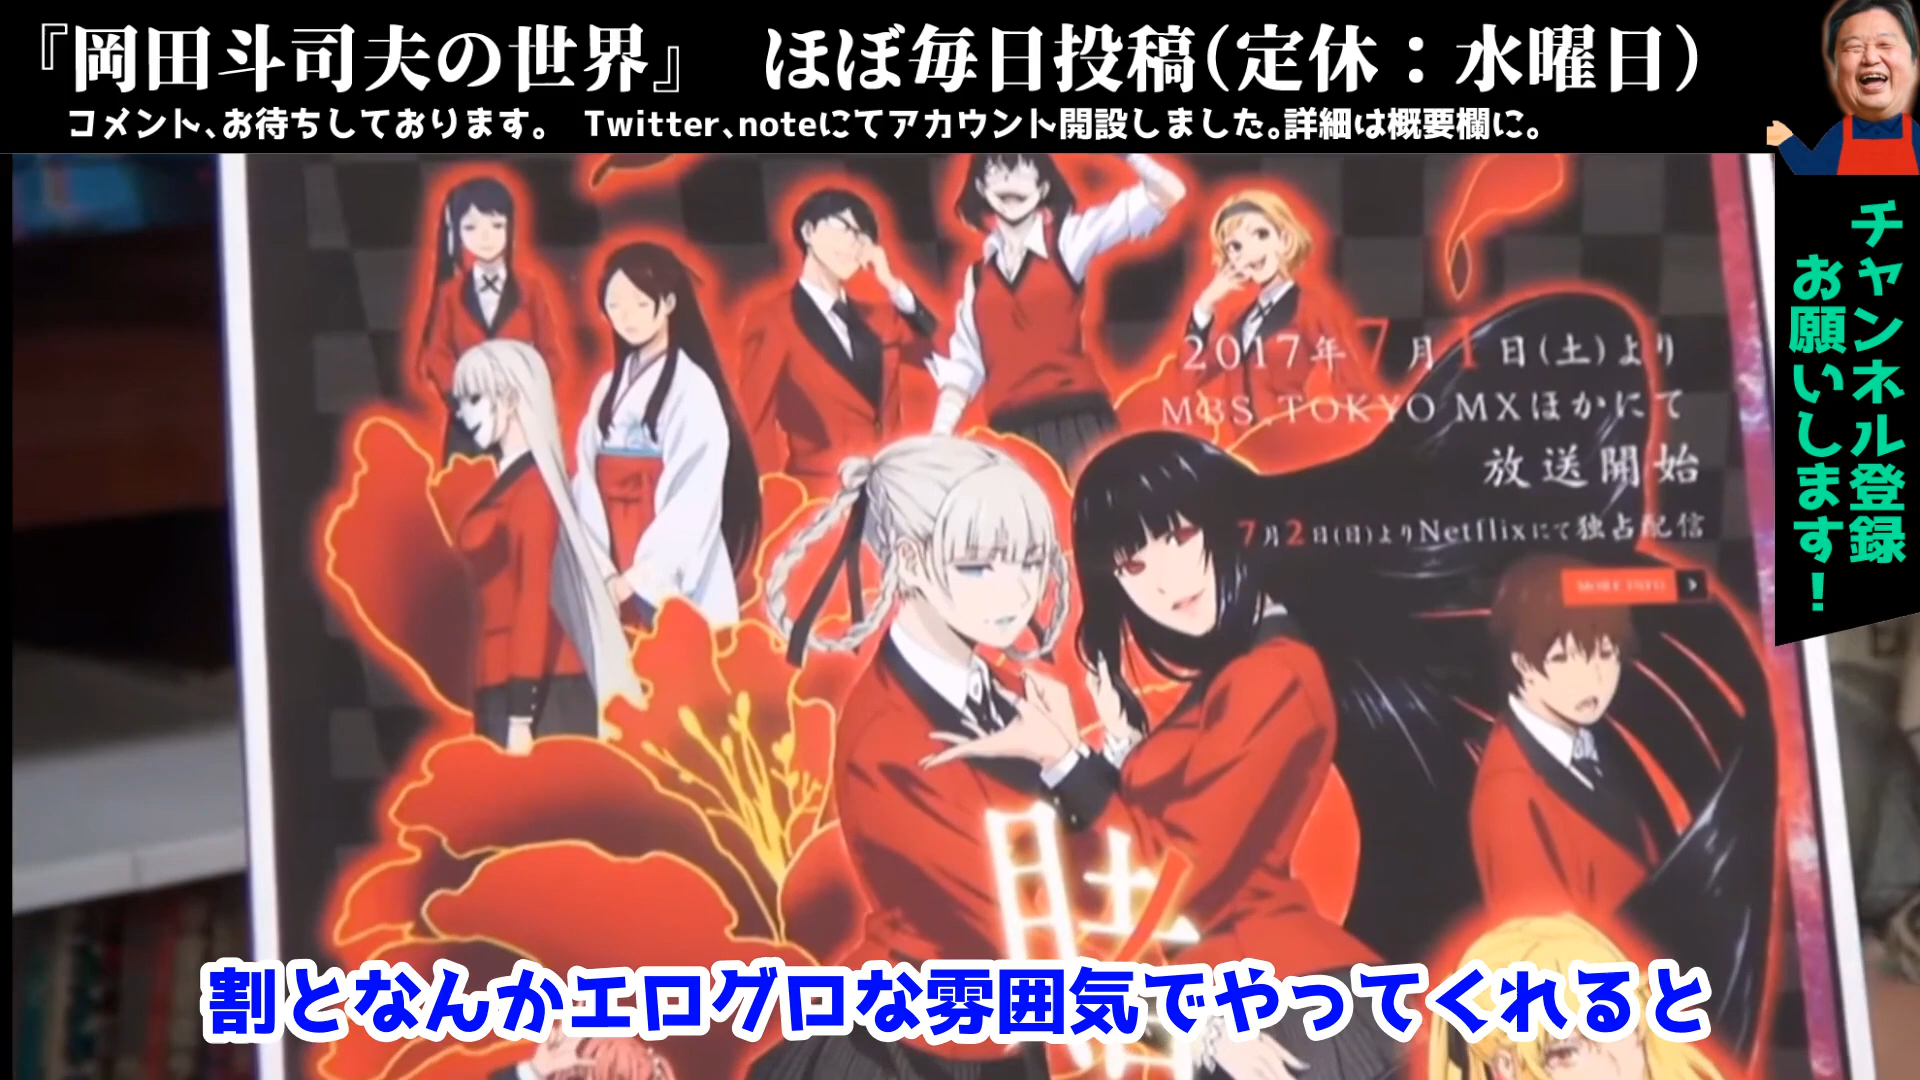 『岡田斗司夫の世界』 ほぼ毎日投稿(定休：水曜日)
コメント、お待ちしております。 Twitter、noteにてアカウント開設しました。詳細は概要欄に。
チャンネル登録
お願いします！
2017年7月1日(土)より
MBS、TOKYO MXほかにて
放送開始
7月2日(日)よりNetflixにて独占配信
MORE INFO
賭
割となんかエログロな雰囲気でやってくれると